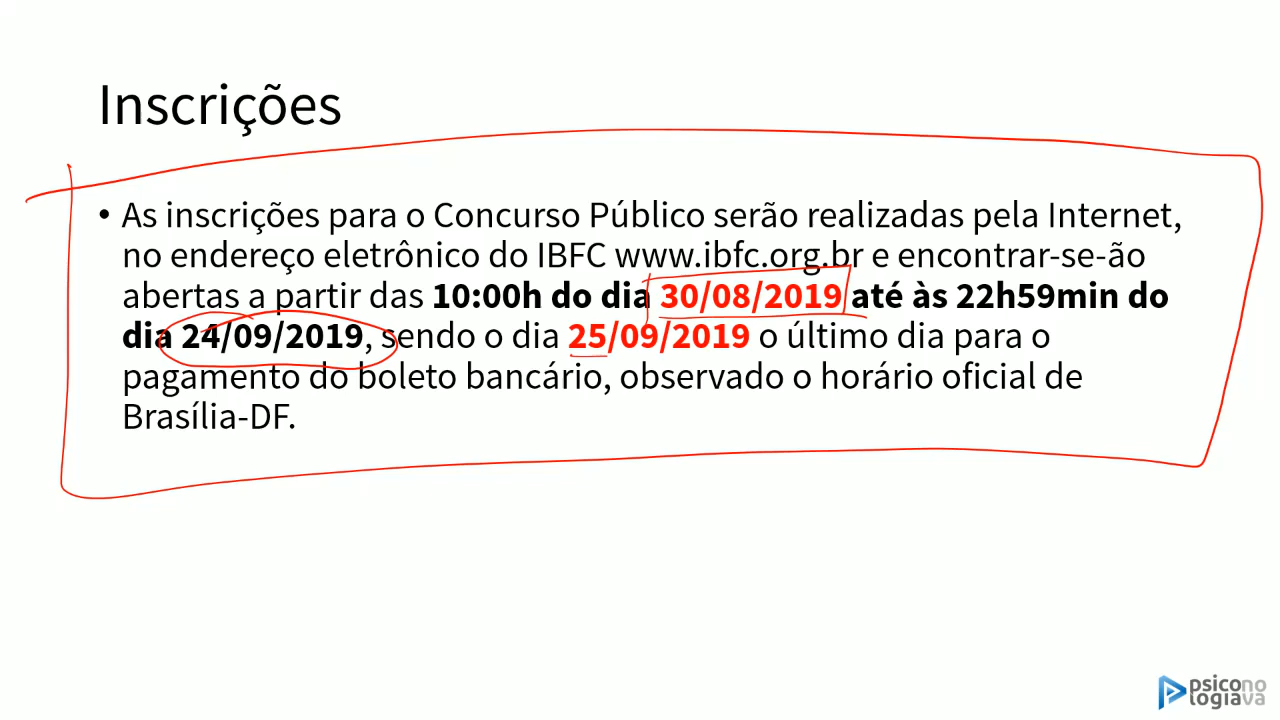 Inscrições
• As inscrições para o Concurso Público serão realizadas pela Internet,
no endereço eletrônico do IBFC www.ibfc.org.br e encontrar-se-ão
abertas a partir das 10:00h do dia 30/08/2019 até às 22h59min do
dia 24/09/2019, sendo o dia 25/09/2019 o último dia para o
pagamento do boleto bancário, observado o horário oficial de
Brasília-DF.
psicono
logiava